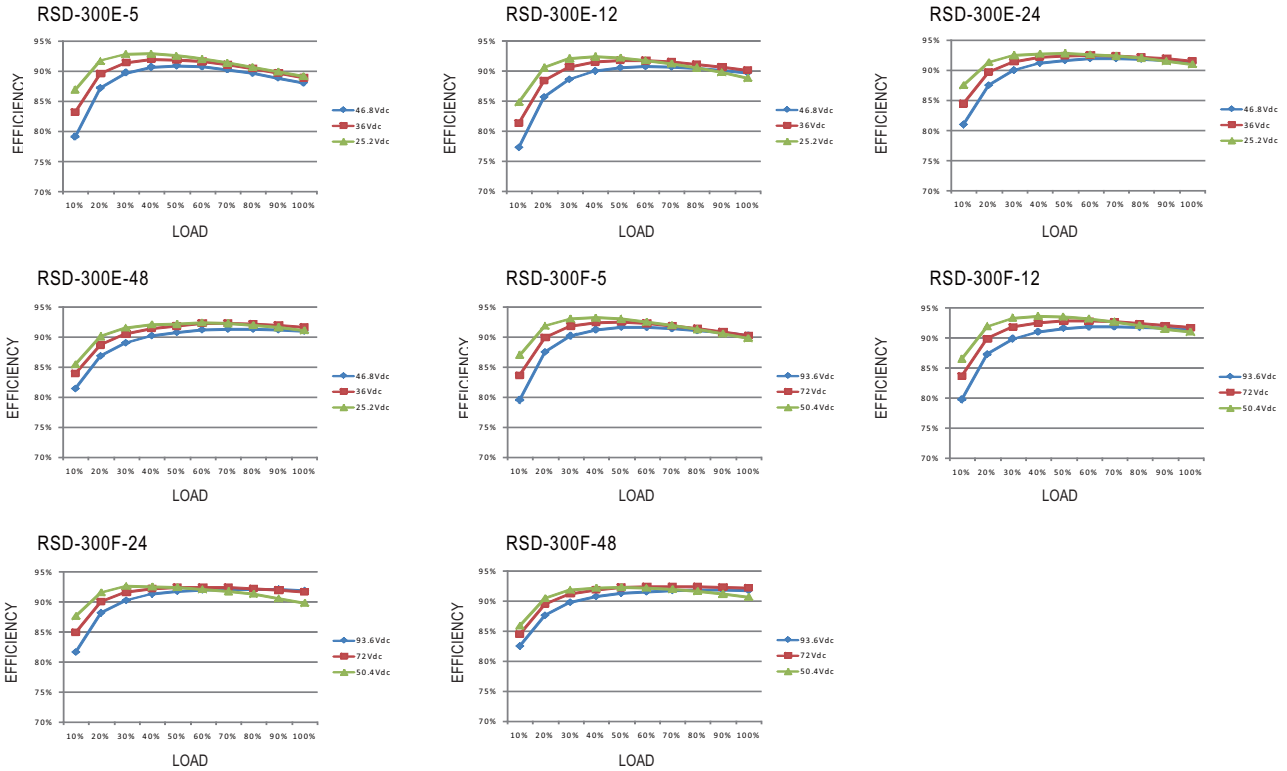 RSD-300E-5
95%
90%
85%
80%
75%
70%
EFFICIENCY
10% 20% 30% 40% 50% 60% 70% 80% 90% 100%
LOAD
46.8Vdc
36Vdc
25.2Vdc
RSD-300E-12
95%
90%
85%
80%
75%
70%
EFFICIENCY
10% 20% 30% 40% 50% 60% 70% 80% 90% 100%
LOAD
46.8Vdc
36Vdc
25.2Vdc
RSD-300E-24
95%
90%
85%
80%
75%
70%
EFFICIENCY
10% 20% 30% 40% 50% 60% 70% 80% 90% 100%
LOAD
46.8Vdc
36Vdc
25.2Vdc
RSD-300E-48
95%
90%
85%
80%
75%
70%
EFFICIENCY
10% 20% 30% 40% 50% 60% 70% 80% 90% 100%
LOAD
46.8Vdc
36Vdc
25.2Vdc
RSD-300F-5
95%
90%
85%
80%
75%
70%
EFFICIENCY
10% 20% 30% 40% 50% 60% 70% 80% 90% 100%
LOAD
93.6Vdc
72Vdc
50.4Vdc
RSD-300F-12
95%
90%
85%
80%
75%
70%
EFFICIENCY
10% 20% 30% 40% 50% 60% 70% 80% 90% 100%
LOAD
93.6Vdc
72Vdc
50.4Vdc
RSD-300F-24
95%
90%
85%
80%
75%
70%
EFFICIENCY
10% 20% 30% 40% 50% 60% 70% 80% 90% 100%
LOAD
93.6Vdc
72Vdc
50.4Vdc
RSD-300F-48
95%
90%
85%
80%
75%
70%
EFFICIENCY
10% 20% 30% 40% 50% 60% 70% 80% 90% 100%
LOAD
93.6Vdc
72Vdc
50.4Vdc